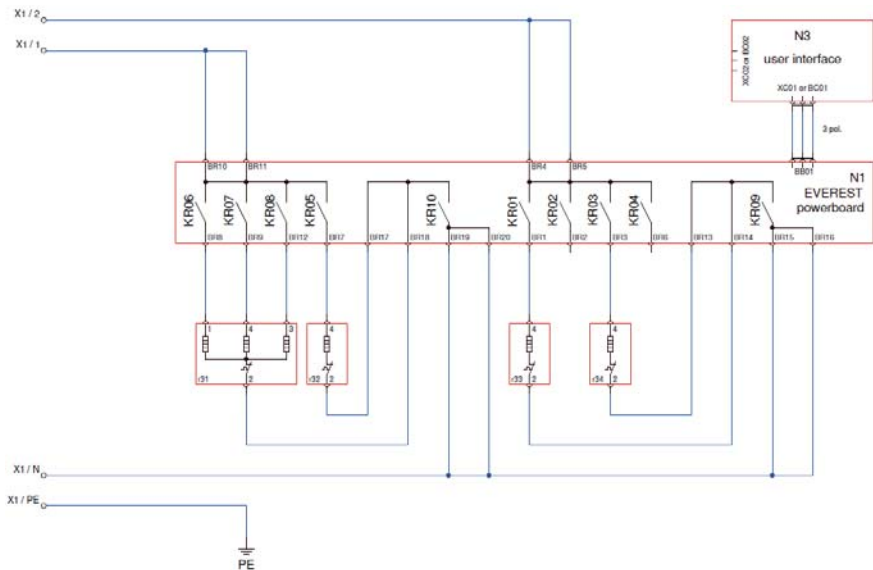 X1 / 2
X1 / 1
N3
user interface
XC02 or BC02
XC01 or BC01
3 pol.
BR10
BR11
BR4
BR5
BB01
N1
EVEREST
powerboard
KR06
KR07
KR08
KR05
KR10
KR01
KR02
KR03
KR04
KR09
BR8
BR9
BR12
BR7
BR17
BR18
BR19
BR20
BR1
BR2
BR3
BR6
BR13
BR14
BR15
BR16
1
4
3
4
4
4
r31
2
r32
2
r33
2
r34
2
X1 / N
X1 / PE
PE